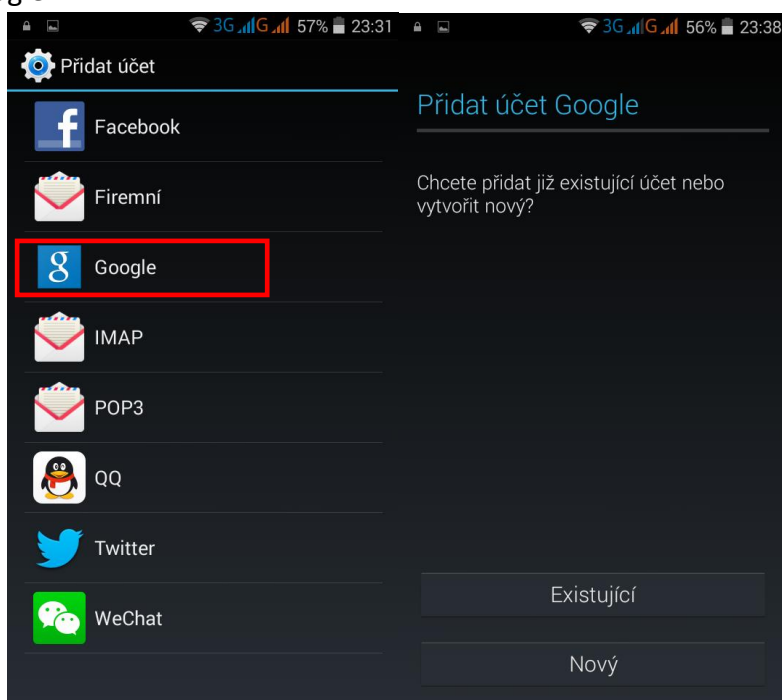 3G G 57% 23:31
Přidat účet
Facebook
Firemní
Google
IMAP
POP3
QQ
Twitter
WeChat
3G G 56% 23:38
Přidat účet Google
Chcete přidat již existující účet nebo
vytvořit nový?
Existující
Nový